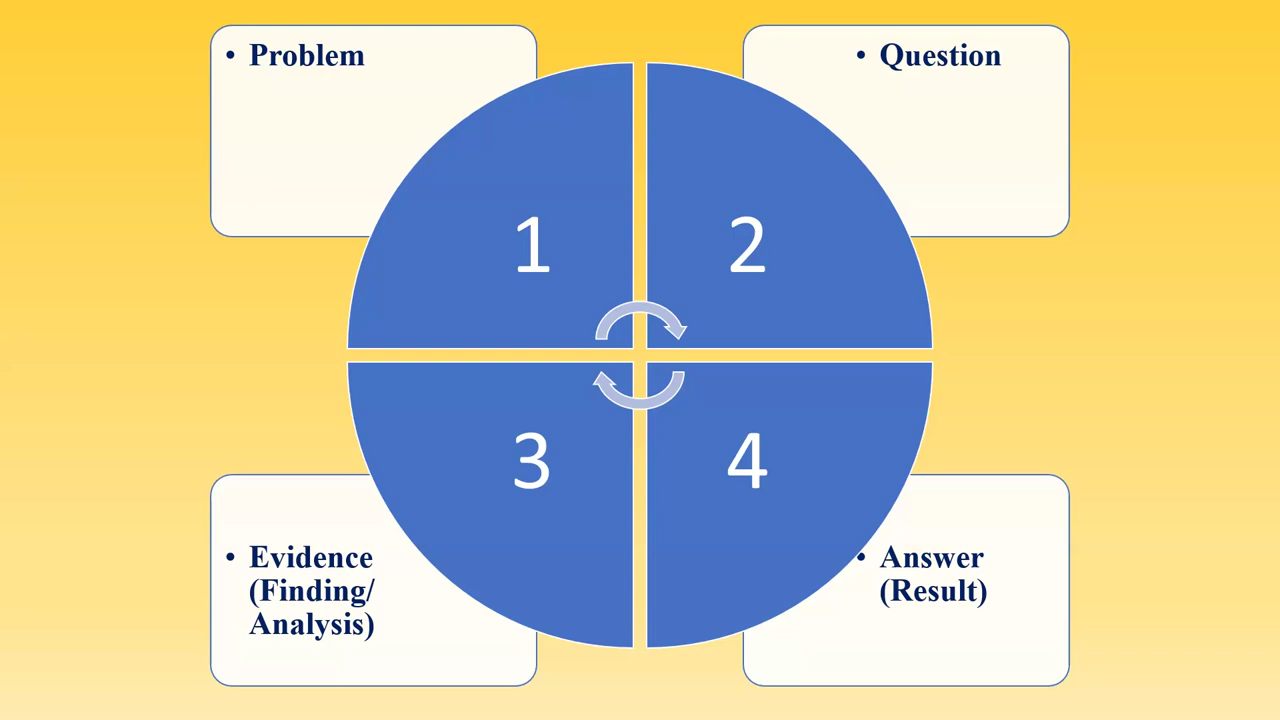 • Problem
• Question
1
2
3
4
• Evidence
(Finding/
Analysis)
• Answer
(Result)